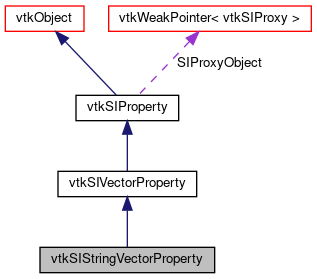 vtkObject
vtkWeakPointer< vtkSIProxy >
SIProxyObject
vtkSIProperty
vtkSIVectorProperty
vtkSIStringVectorProperty